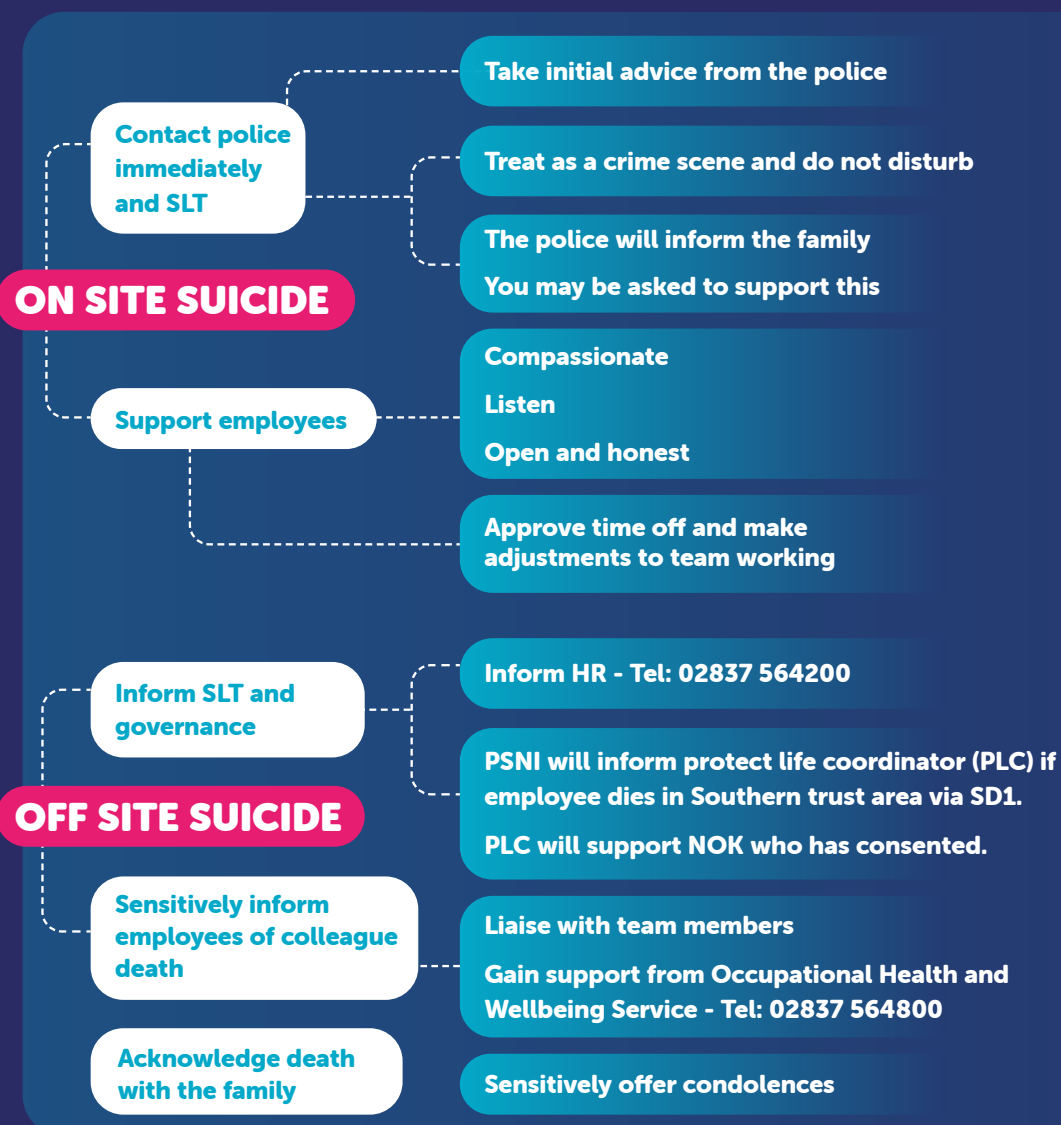 Take initial advice from the police
Contact police
immediately
and SLT
Treat as a crime scene and do not disturb
The police will inform the family
You may be asked to support this
ON SITE SUICIDE
Compassionate
Listen
Open and honest
Support employees
Approve time off and make
adjustments to team working
Inform SLT and
governance
Inform HR - Tel: 02837 564200
PSNI will inform protect life coordinator (PLC) if
employee dies in Southern trust area via SD1.
PLC will support NOK who has consented.
OFF SITE SUICIDE
Sensitively inform
employees of colleague
death
Liaise with team members
Gain support from Occupational Health and
Wellbeing Service - Tel: 02837 564800
Acknowledge death
with the family
Sensitively offer condolences